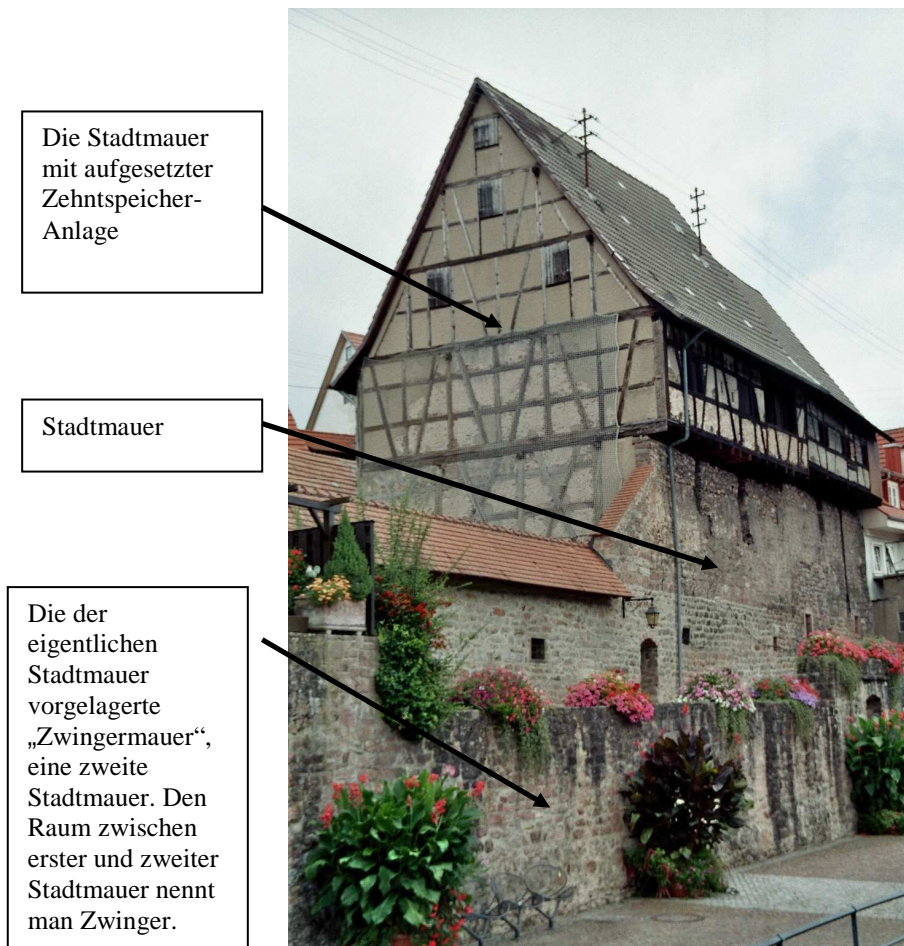 Die Stadtmauer
mit aufgesetzter
Zehntspeicher-
Anlage
Stadtmauer
Die der
eigentlichen
Stadtmauer
vorgelagerte
„Zwingermauer“,
eine zweite
Stadtmauer. Den
Raum zwischen
erster und zweiter
Stadtmauer nennt
man Zwinger.